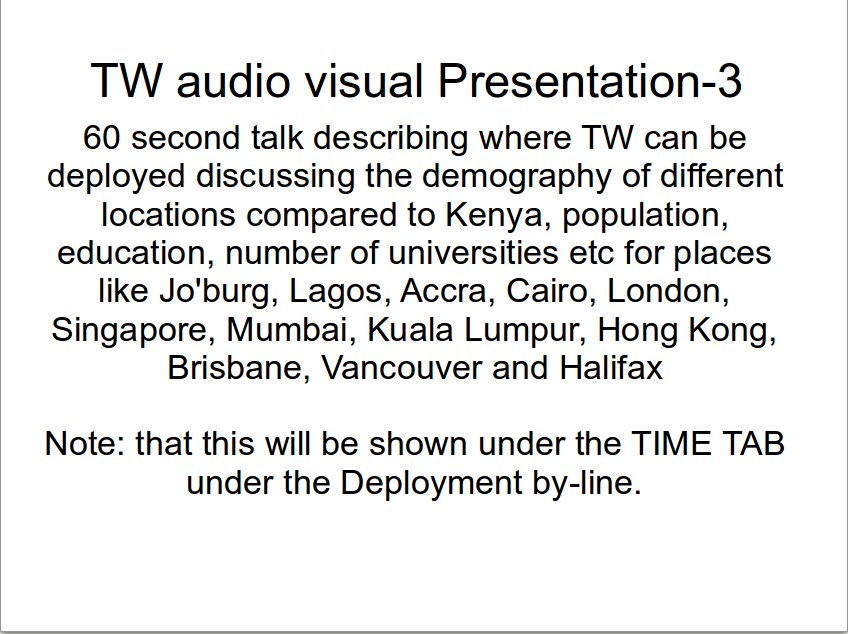 TW audio visual Presentation-3
60 second talk describing where TW can be
deployed discussing the demography of different
locations compared to Kenya, population,
education, number of universities etc for places
like Jo'burg, Lagos, Accra, Cairo, London,
Singapore, Mumbai, Kuala Lumpur, Hong Kong,
Brisbane, Vancouver and Halifax
Note: that this will be shown under the TIME TAB
under the Deployment by-line.